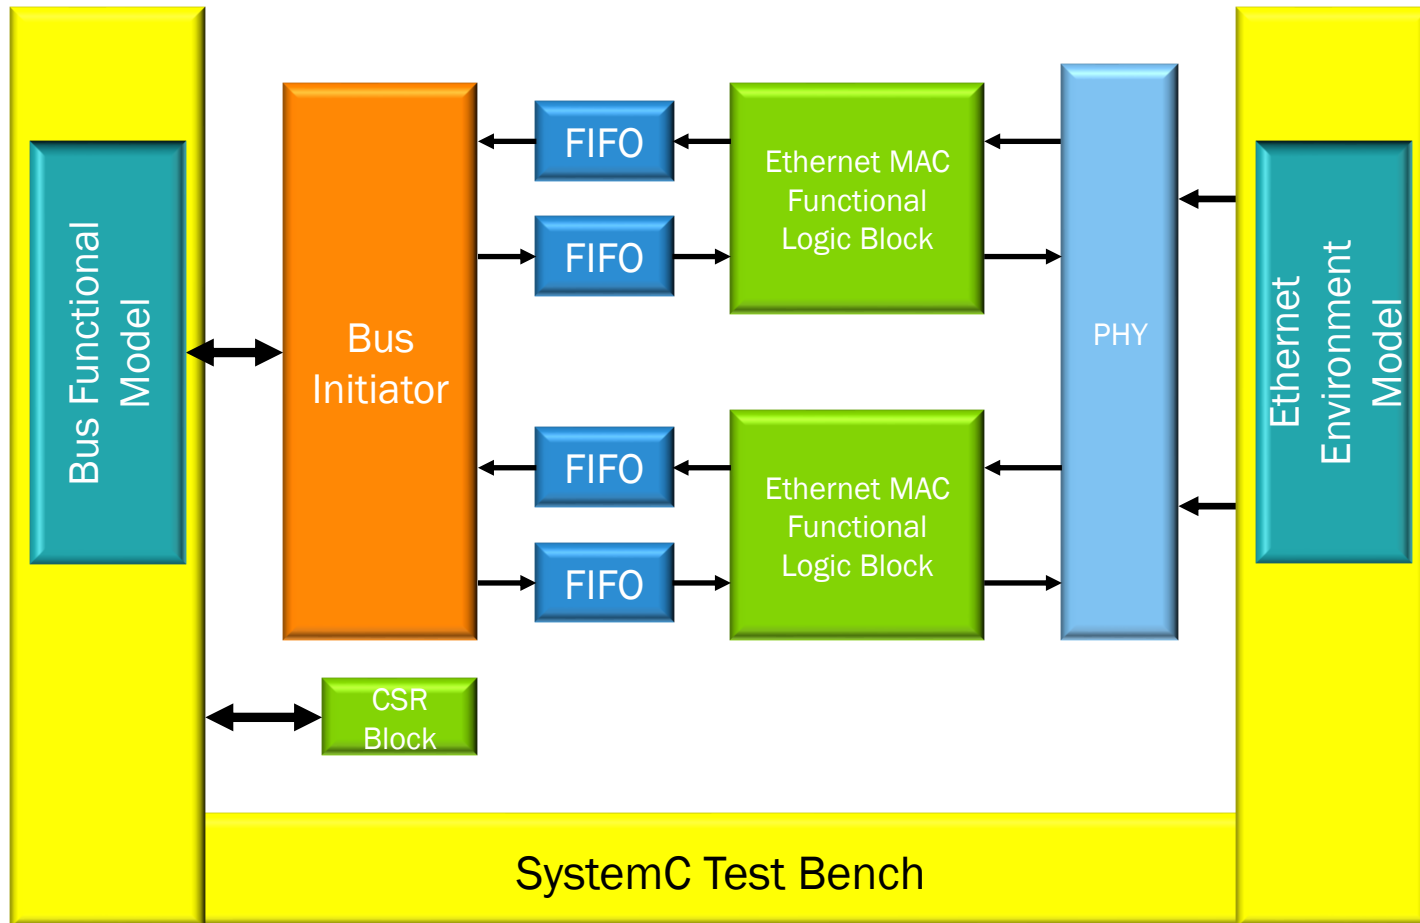 Bus Functional
Model
Bus
Initiator
FIFO
FIFO
FIFO
FIFO
Ethernet MAC
Functional
Logic Block
Ethernet MAC
Functional
Logic Block
PHY
Ethernet
Environment
Model
CSR
Block
SystemC Test Bench